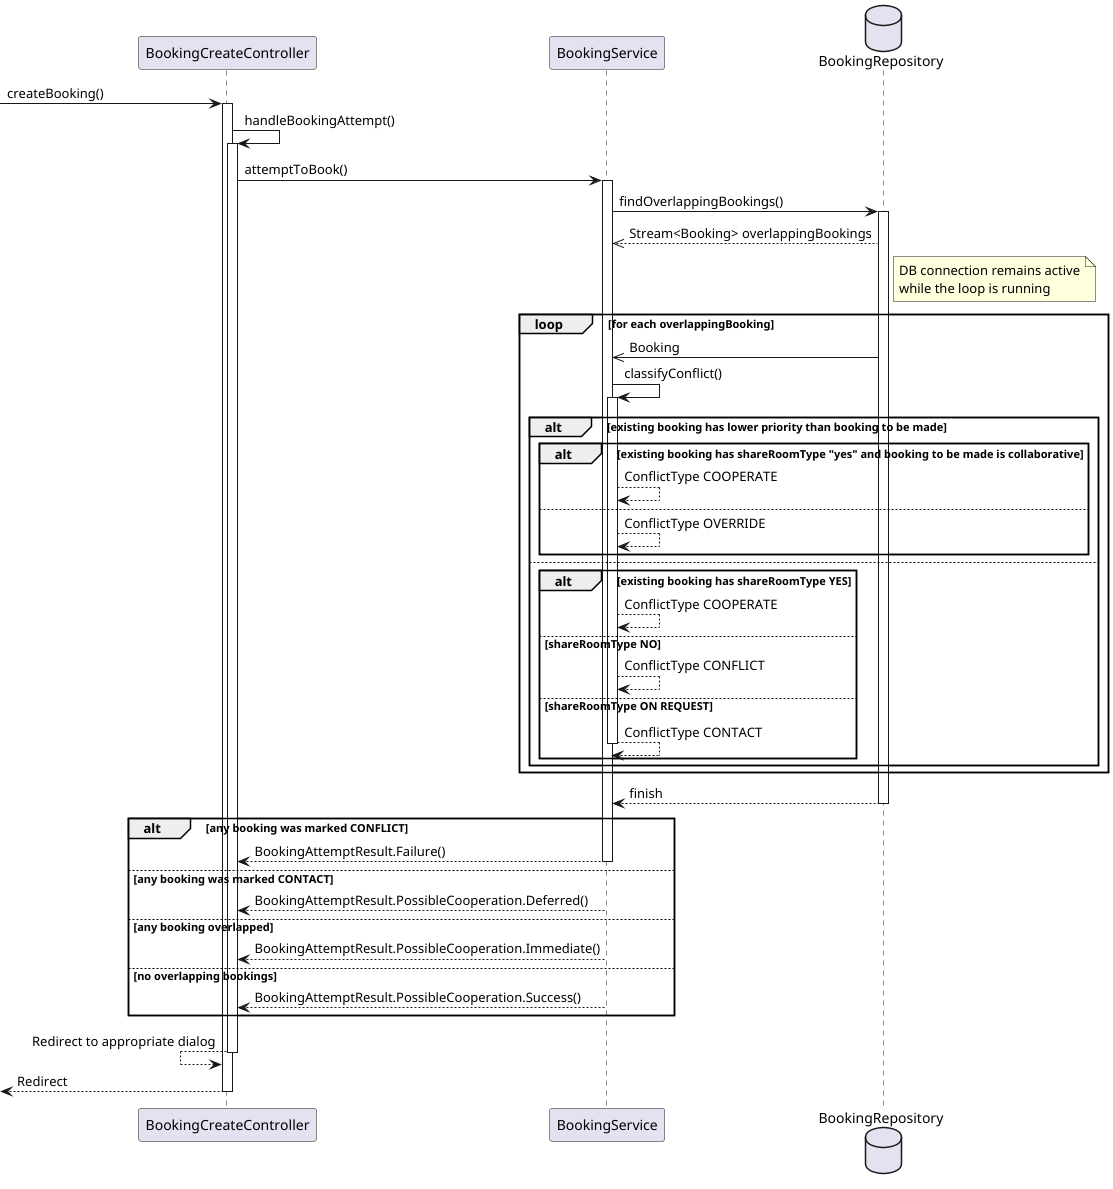 BookingRepository
BookingCreateController
BookingService
createBooking()
handleBookingAttempt()
attemptToBook()
findOverlappingBookings()
Stream<Booking> overlappingBookings
DB connection remains active
while the loop is running
loop
[for each overlappingBooking]
Booking
classifyConflict()
alt
[existing booking has lower priority than booking to be made]
alt
[existing booking has shareRoomType "yes" and booking to be made is collaborative]
ConflictType COOPERATE
ConflictType OVERRIDE
alt
[existing booking has shareRoomType YES]
ConflictType COOPERATE
[shareRoomType NO]
ConflictType CONFLICT
[shareRoomType ON REQUEST]
ConflictType CONTACT
finish
alt
[any booking was marked CONFLICT]
BookingAttemptResult.Failure()
[any booking was marked CONTACT]
BookingAttemptResult.PossibleCooperation.Deferred()
[any booking overlapped]
BookingAttemptResult.PossibleCooperation.Immediate()
[no overlapping bookings]
BookingAttemptResult.PossibleCooperation.Success()
Redirect to appropriate dialog
Redirect
BookingCreateController
BookingService
BookingRepository